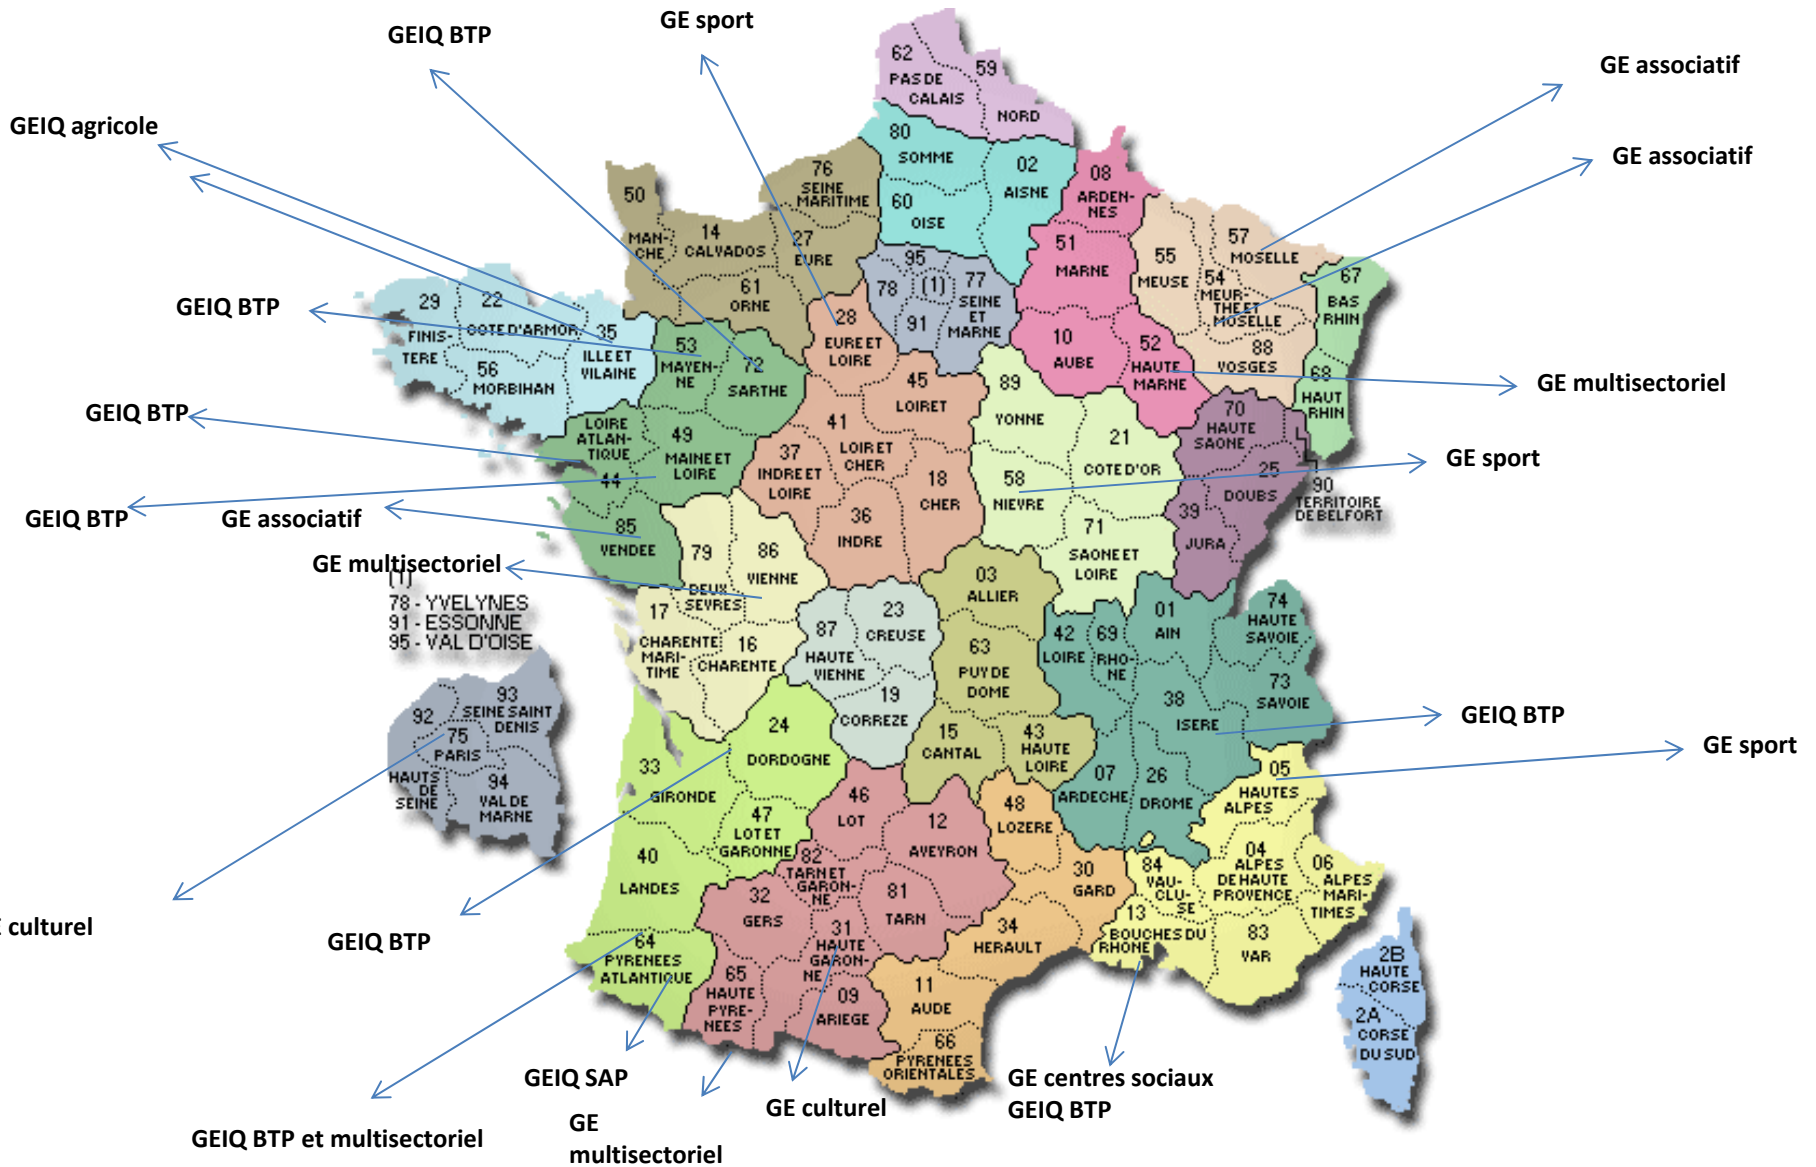 GE sport
GEIQ BTP
GE associatif
GEIQ agricole
GE associatif
GEIQ BTP
GE multisectoriel
GEIQ BTP
GE sport
GEIQ BTP
GE associatif
GE multisectoriel
(1)
78 - YVELYNES
91 - ESSONNE
95 - VAL D'OISE
GEIQ BTP
GE sport
culturel
GEIQ BTP
GEIQ SAP
GE centres sociaux
GEIQ BTP
GE culturel
GE
multisectoriel
GEIQ BTP et multisectoriel
62
PAS DE
CALAIS
59
NORD
80
SOMME
02
AISNE
60
OISE
08
ARDEN-
NES
51
MARNE
10
AUBE
52
HAUTE
MARNE
55
MEUSE
57
MOSELLE
54
MEUR-
THE ET
MOSELLE
88
VOSGES
67
BAS
RHIN
68
HAUT
RHIN
76
SEINE
MARITIME
27
EURE
50
MAN-
CHE
14
CALVADOS
61
ORNE
95
78
(1)
91
77
SEINE
ET
MARNE
29
FINIS-
TERE
22
COTE D'ARMOR
35
ILLE ET
VILAINE
56
MORBIHAN
53
MAYEN-
NE
72
SARTHE
LOIRE
ATLAN-
TIQUE
44
49
MAINE ET
LOIRE
85
VENDEE
28
EURE ET
LOIRE
45
LOIRET
41
LOIR ET
CHER
37
INDRE ET
LOIRE
18
CHER
36
INDRE
89
YONNE
21
COTE D'OR
58
NIEVRE
71
SAONE ET
LOIRE
70
HAUTE
SAONE
25
DOUBS
39
JURA
90
TERRITOIRE
DE BELFORT
79
DEUX
SEVRES
86
VIENNE
17
CHARENTE
MARI-
TIME
16
CHARENTE
87
HAUTE
VIENNE
23
CREUSE
19
CORREZE
03
ALLIER
63
PUY DE
DOME
15
CANTAL
43
HAUTE
LOIRE
42
LOIRE
69
RHO-
NE
01
AIN
74
HAUTE
SAVOIE
73
SAVOIE
38
ISERE
07
ARDECHE
26
DROME
92
HAUTS
DE
SEINE
93
SEINE SAINT
DENIS
75
PARIS
94
VAL DE
MARNE
24
DORDOGNE
33
GIRONDE
47
LOT ET
GARONNE
40
LANDES
64
PYRENEES
ATLANTIQUE
46
LOT
12
AVEYRON
82
TARN ET
GARON-
NE
81
TARN
32
GERS
31
HAUTE
GARON-
NE
65
HAUTE
PYRE-
NEES
09
ARIEGE
48
LOZERE
30
GARD
34
HERAULT
11
AUDE
66
PYRENEES
ORIENTALES
05
HAUTES
ALPES
04
ALPES
DE HAUTE
PROVENCE
06
ALPES
MARI-
TIMES
84
VAU-
CLU-
SE
13
BOUCHES DU
RHONE
83
VAR
2B
HAUTE
CORSE
2A
CORSE
DU SUD